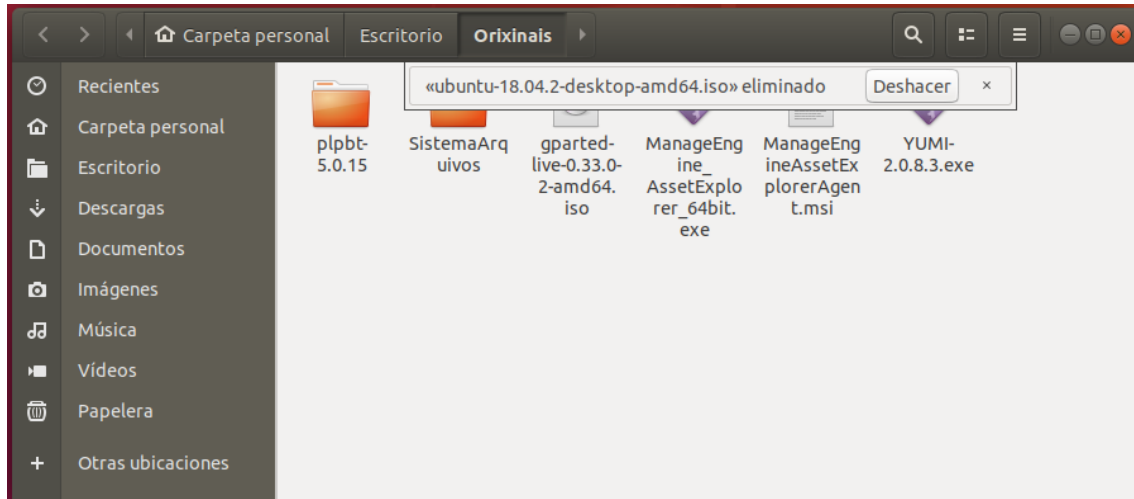 Carpeta personal Escritorio Orixinais
«ubuntu-18.04.2-desktop-amd64.iso» eliminado Deshacer ×
Recientes
Carpeta personal
Escritorio
Descargas
Documentos
Imágenes
Música
Vídeos
Papelera
+ Otras ubicaciones
plpbt-
5.0.15
SistemaArq
uivos
gparted-
live-0.33.0-
2-amd64.
iso
ManageEng
ine_
AssetExplo
rer_64bit.
exe
ManageEng
ineAssetEx
plorerAgen
t.msi
YUMI-
2.0.8.3.exe